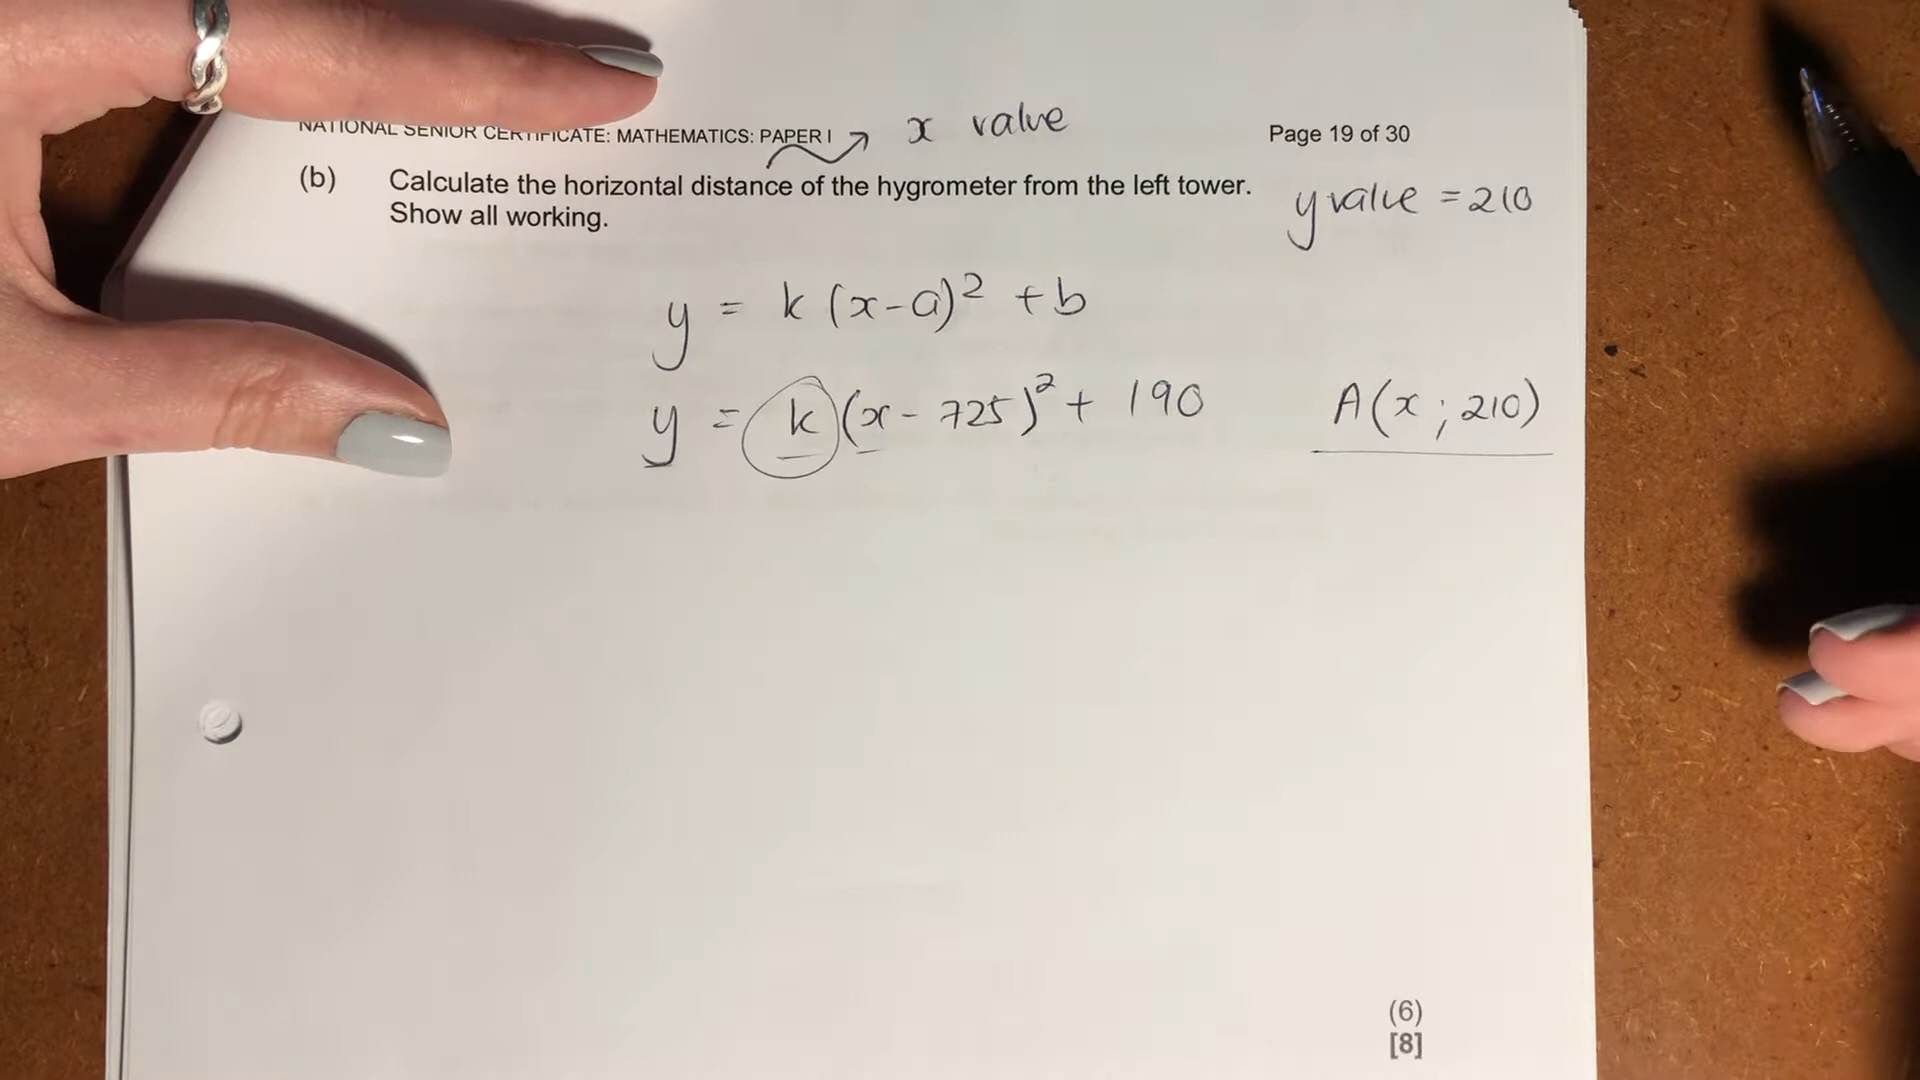 NATIONAL SENIOR CERTIFICATE: MATHEMATICS: PAPER I
x value
Page 19 of 30
(b) Calculate the horizontal distance of the hygrometer from the left tower.
Show all working.
y value = 210
y = k (x-a)² + b
y = k (x - 725)² + 190
A(x ; 210)
(6)
[8]